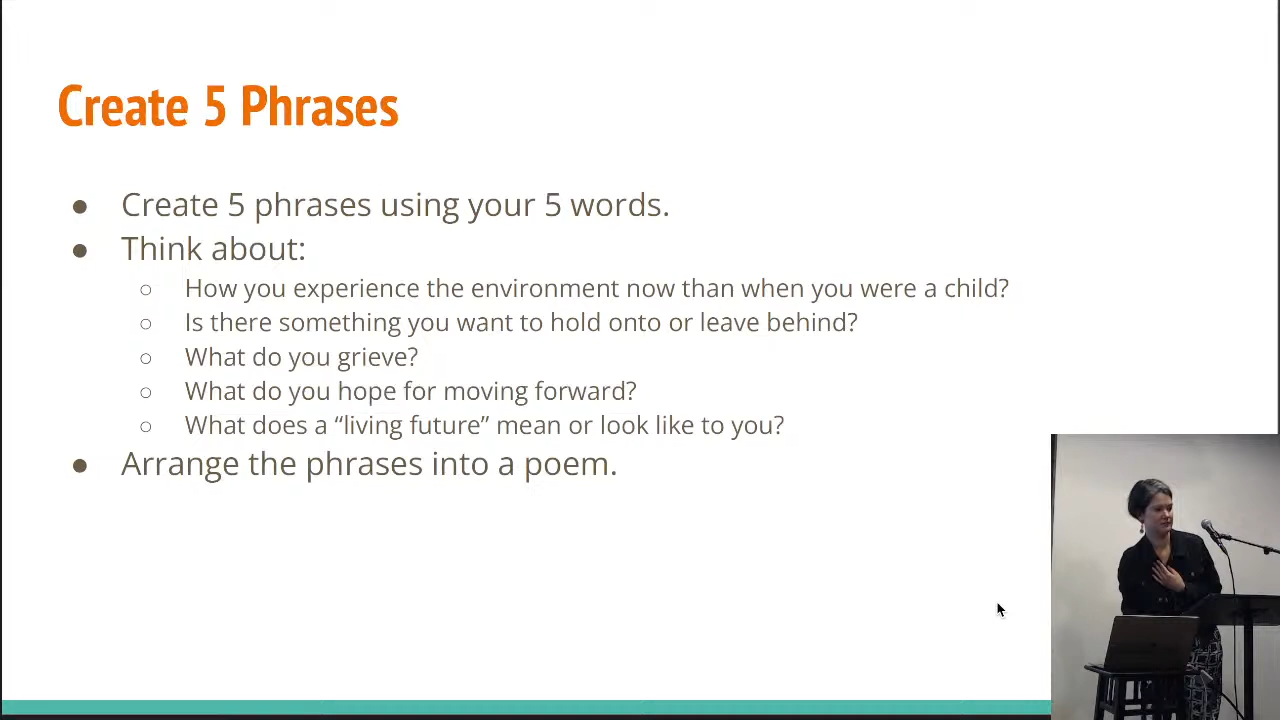 Create 5 Phrases
● Create 5 phrases using your 5 words.
● Think about:
○ How you experience the environment now than when you were a child?
○ Is there something you want to hold onto or leave behind?
○ What do you grieve?
○ What do you hope for moving forward?
○ What does a “living future” mean or look like to you?
● Arrange the phrases into a poem.